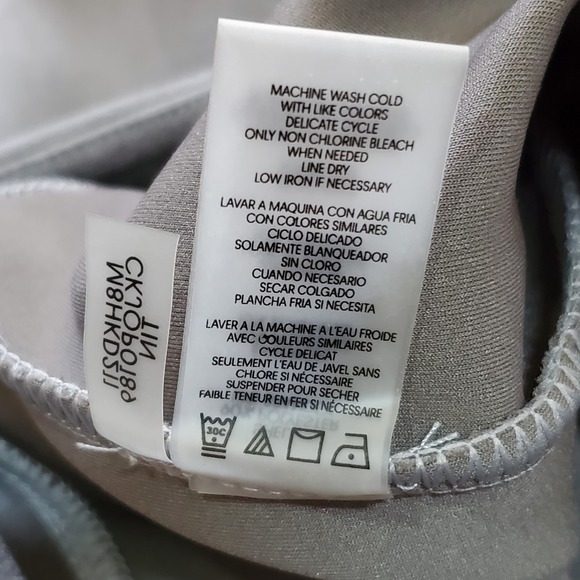 MACHINE WASH COLD
WITH LIKE COLORS
DELICATE CYCLE
ONLY NON CHLORINE BLEACH
WHEN NEEDED
LINE DRY
LOW IRON IF NECESSARY
LAVAR A MAQUINA CON AGUA FRIA
CON COLORES SIMILARES
CICLO DELICADO
SOLAMENTE BLANQUEADOR
SIN CLORO
CUANDO NECESARIO
SECAR COLGADO
PLANCHA FRIA SI NECESITA
LAVER A LA MACHINE A L'EAU FROIDE
AVEC COULEURS SIMILAIRES
CYCLE DELICAT
SEULEMENT L'EAU DE JAVEL SANS
CHLORE SI NÉCESSAIRE
SUSPENDER POUR SECHER
FAIBLE TENEUR EN FER SI NÉCESSAIRE
30C